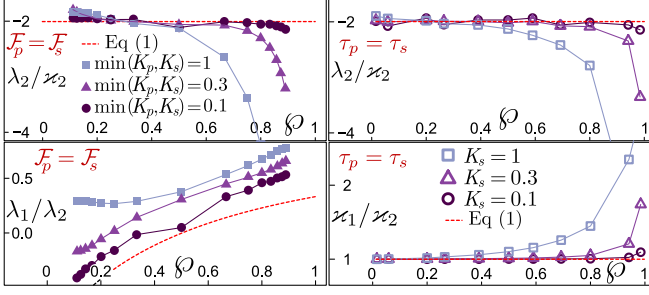 −2
ℱp = ℱs
Eq (1)
min(Kp,Ks)=1
min(Kp,Ks)=0.3
min(Kp,Ks)=0.1
λ2/ϰ2
−4
0 0.2 0.4 0.6 0.8 1
℘
−2
τp = τs
λ2/ϰ2
−4
0 0.2 0.4 0.6 0.8 1
℘
ℱp = ℱs
0.5
λ1/λ2
0.0
0 0.2 0.4 0.6 0.8 1
℘
τp = τs
Ks = 1
Ks = 0.3
Ks = 0.1
Eq (1)
2
ϰ1/ϰ2
1
0 0.2 0.4 0.6 0.8 1
℘